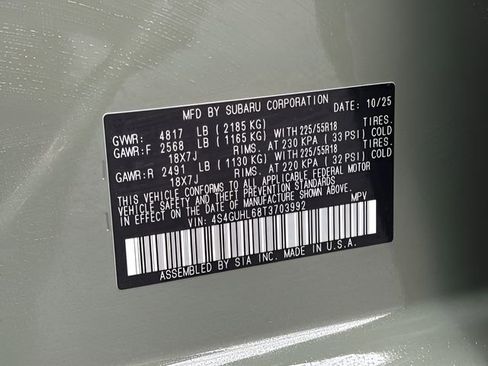 MFD BY SUBARU CORPORATION DATE: 10/25
GVWR: 4817 LB (2185 KG) TIRES.
GAWR:F 2568 LB (1165 KG) WITH 225/55R18 COLD
18X7J RIMS. AT 230 KPA (33 PSI) TIRES.
GAWR:R 2491 LB (1130 KG) WITH 225/55R18 COLD
18X7J RIMS. AT 220 KPA (32 PSI)
THIS VEHICLE CONFORMS TO ALL APPLICABLE FEDERAL MOTOR
VEHICLE SAFETY AND THEFT PREVENTION STANDARDS
IN EFFECT ON THE DATE OF MANUFACTURE SHOWN ABOVE.
VIN: 4S4GUHL68T3703992 MPV
ASSEMBLED BY SIA INC. MADE IN U.S.A.